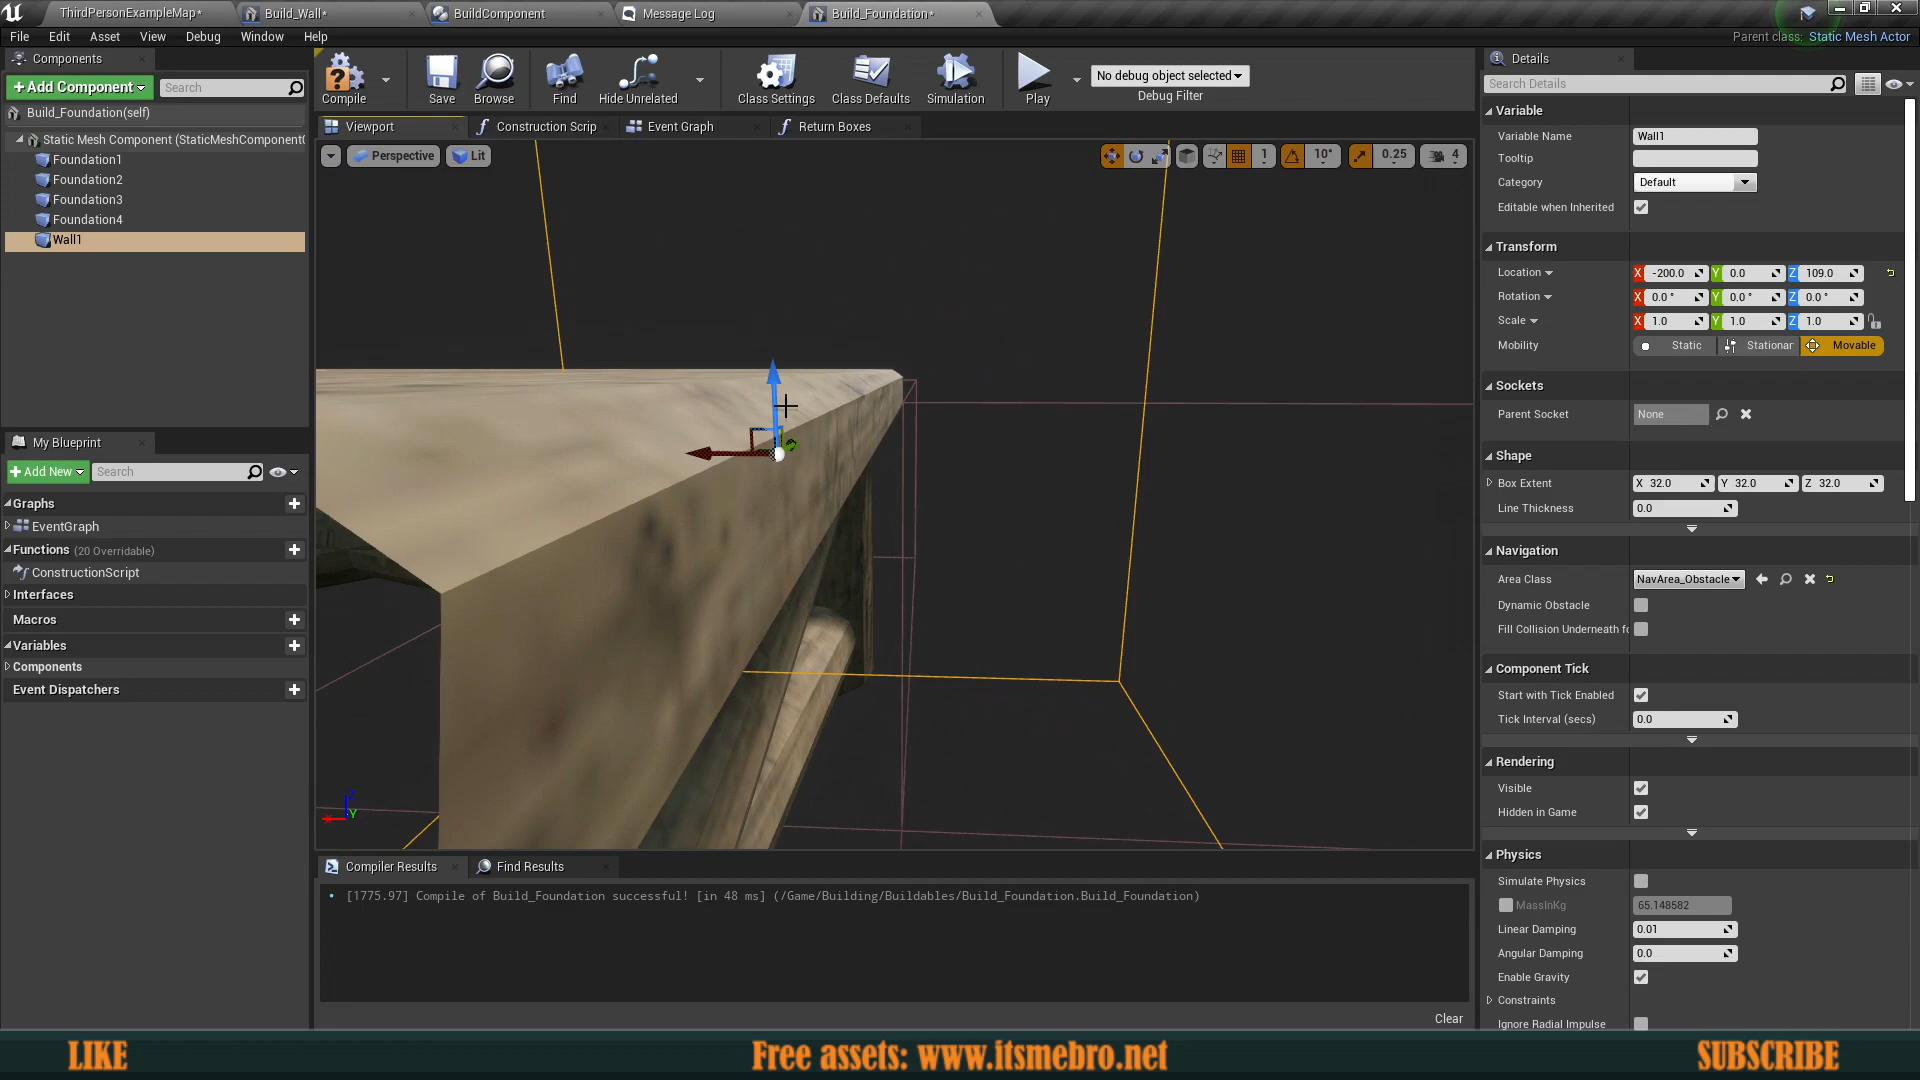 ThirdPersonExampleMap*
Build_Wall*
BuildComponent
Message Log
Build_Foundation*
File Edit Asset View Debug Window Help
Parent class: Static Mesh Actor
Components
+Add Component
Search
Build_Foundation(self)
Static Mesh Component (StaticMeshComponent(
Foundation1
Foundation2
Foundation3
Foundation4
Wall1
My Blueprint
+Add New
Search
Graphs
EventGraph
Functions (20 Overridable)
ConstructionScript
Interfaces
Macros
Variables
Components
Event Dispatchers
Compile
Save
Browse
Find
Hide Unrelated
Class Settings
Class Defaults
Simulation
Play
No debug object selected
Debug Filter
Viewport
Construction Scrip
Event Graph
Return Boxes
Perspective
Lit
1
10°
0.25
4
Z
Y
Compiler Results
Find Results
• [1775.97] Compile of Build_Foundation successful! [in 48 ms] (/Game/Building/Buildables/Build_Foundation.Build_Foundation)
Clear
Details
Search Details
Variable
Variable Name Wall1
Tooltip
Category Default
Editable when Inherited
Transform
Location X -200.0 Y 0.0 Z 109.0
Rotation X 0.0 ° Y 0.0 ° Z 0.0 °
Scale X 1.0 Y 1.0 Z 1.0
Mobility Static Stationar Movable
Sockets
Parent Socket None
Shape
Box Extent X 32.0 Y 32.0 Z 32.0
Line Thickness 0.0
Navigation
Area Class NavArea_Obstacle
Dynamic Obstacle
Fill Collision Underneath fo
Component Tick
Start with Tick Enabled
Tick Interval (secs) 0.0
Rendering
Visible
Hidden in Game
Physics
Simulate Physics
MassInKg 65.148582
Linear Damping 0.01
Angular Damping 0.0
Enable Gravity
Constraints
Ignore Radial Impulse
LIKE
Free assets: www.itsmebro.net
SUBSCRIBE